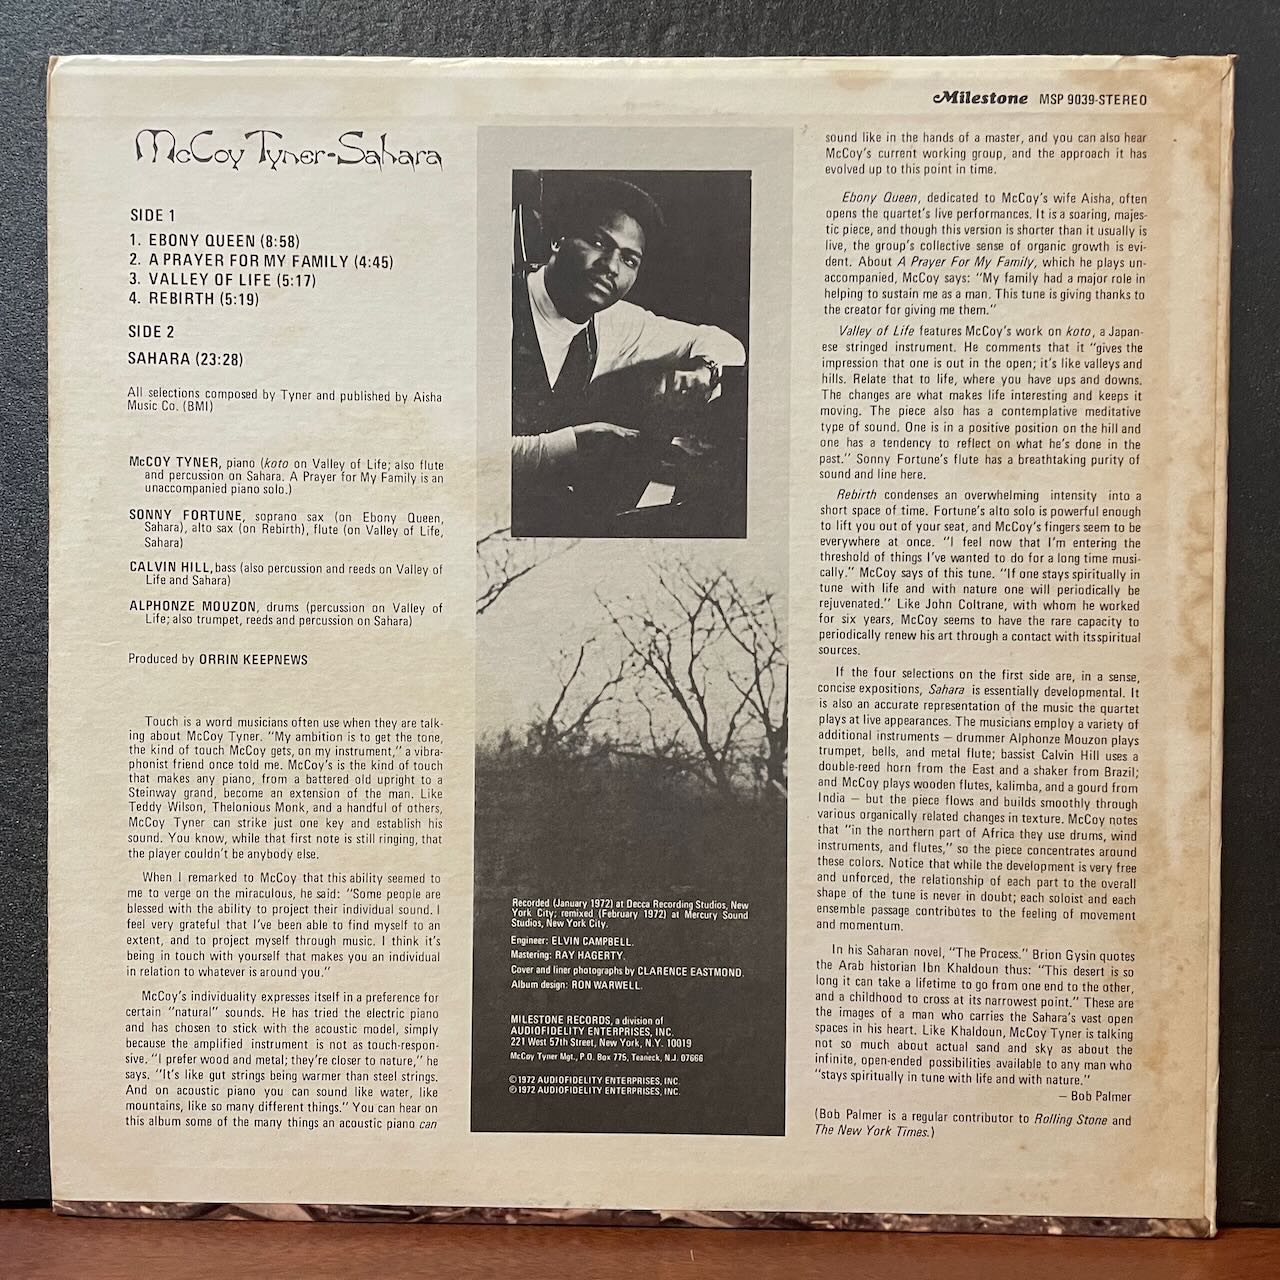 Milestone MSP 9039-STEREO
McCoy Tyner-Sahara
SIDE 1
1. EBONY QUEEN (8:58)
2. A PRAYER FOR MY FAMILY (4:45)
3. VALLEY OF LIFE (5:17)
4. REBIRTH (5:19)
SIDE 2
SAHARA (23:28)
All selections composed by Tyner and published by Aisha
Music Co. (BMI)
McCOY TYNER, piano (koto on Valley of Life; also flute
and percussion on Sahara. A Prayer for My Family is an
unaccompanied piano solo.)
SONNY FORTUNE, soprano sax (on Ebony Queen,
Sahara), alto sax (on Rebirth), flute (on Valley of Life,
Sahara)
CALVIN HILL, bass (also percussion and reeds on Valley of
Life and Sahara)
ALPHONZE MOUZON, drums (percussion on Valley of
Life; also trumpet, reeds and percussion on Sahara)
Produced by ORRIN KEEPNEWS
Touch is a word musicians often use when they are talk-
ing about McCoy Tyner. "My ambition is to get the tone,
the kind of touch McCoy gets, on my instrument," a vibra-
phonist friend once told me. McCoy's is the kind of touch
that makes any piano, from a battered old upright to a
Steinway grand, become an extension of the man. Like
Teddy Wilson, Thelonious Monk, and a handful of others,
McCoy Tyner can strike just one key and establish his
sound. You know, while that first note is still ringing, that
the player couldn't be anybody else.
When I remarked to McCoy that this ability seemed to
me to verge on the miraculous, he said: "Some people are
blessed with the ability to project their individual sound. I
feel very grateful that I've been able to find myself to an
extent, and to project myself through music. I think it's
being in touch with yourself that makes you an individual
in relation to whatever is around you."
McCoy's individuality expresses itself in a preference for
certain "natural" sounds. He has tried the electric piano
and has chosen to stick with the acoustic model, simply
because the amplified instrument is not as touch-respon-
sive. "I prefer wood and metal; they're closer to nature," he
says. "It's like gut strings being warmer than steel strings.
And on acoustic piano you can sound like water, like
mountains, like so many different things." You can hear on
this album some of the many things an acoustic piano can
Recorded (January 1972) at Decca Recording Studios, New
York City; remixed (February 1972) at Mercury Sound
Studios, New York City.
Engineer: ELVIN CAMPBELL.
Mastering: RAY HAGERTY.
Cover and liner photographs by CLARENCE EASTMOND.
Album design: RON WARWELL.
MILESTONE RECORDS, a division of
AUDIOFIDELITY ENTERPRISES, INC.
221 West 57th Street, New York, N.Y. 10019
McCoy Tyner Mgt., P.O. Box 775, Teaneck, N.J. 07666
©1972 AUDIOFIDELITY ENTERPRISES, INC.
℗1972 AUDIOFIDELITY ENTERPRISES, INC.
sound like in the hands of a master, and you can also hear
McCoy's current working group, and the approach it has
evolved up to this point in time.
Ebony Queen, dedicated to McCoy's wife Aisha, often
opens the quartet's live performances. It is a soaring, majes-
tic piece, and though this version is shorter than it usually is
live, the group's collective sense of organic growth is evi-
dent. About A Prayer For My Family, which he plays un-
accompanied, McCoy says: "My family had a major role in
helping to sustain me as a man. This tune is giving thanks to
the creator for giving me them."
Valley of Life features McCoy's work on koto, a Japan-
ese stringed instrument. He comments that it "gives the
impression that one is out in the open; it's like valleys and
hills. Relate that to life, where you have ups and downs.
The changes are what makes life interesting and keeps it
moving. The piece also has a contemplative meditative
type of sound. One is in a positive position on the hill and
one has a tendency to reflect on what he's done in the
past." Sonny Fortune's flute has a breathtaking purity of
sound and line here.
Rebirth condenses an overwhelming intensity into a
short space of time. Fortune's alto solo is powerful enough
to lift you out of your seat, and McCoy's fingers seem to be
everywhere at once. "I feel now that I'm entering the
threshold of things I've wanted to do for a long time musi-
cally." McCoy says of this tune. "If one stays spiritually in
tune with life and with nature one will periodically be
rejuvenated." Like John Coltrane, with whom he worked
for six years, McCoy seems to have the rare capacity to
periodically renew his art through a contact with itsspiritual
sources.
If the four selections on the first side are, in a sense,
concise expositions, Sahara is essentially developmental. It
is also an accurate representation of the music the quartet
plays at live appearances. The musicians employ a variety of
additional instruments – drummer Alphonze Mouzon plays
trumpet, bells, and metal flute; bassist Calvin Hill uses a
double-reed horn from the East and a shaker from Brazil;
and McCoy plays wooden flutes, kalimba, and a gourd from
India – but the piece flows and builds smoothly through
various organically related changes in texture. McCoy notes
that "in the northern part of Africa they use drums, wind
instruments, and flutes," so the piece concentrates around
these colors. Notice that while the development is very free
and unforced, the relationship of each part to the overall
shape of the tune is never in doubt; each soloist and each
ensemble passage contributes to the feeling of movement
and momentum.
In his Saharan novel, "The Process." Brion Gysin quotes
the Arab historian Ibn Khaldoun thus: "This desert is so
long it can take a lifetime to go from one end to the other,
and a childhood to cross at its narrowest point." These are
the images of a man who carries the Sahara's vast open
spaces in his heart. Like Khaldoun, McCoy Tyner is talking
not so much about actual sand and sky as about the
infinite, open-ended possibilities available to any man who
"stays spiritually in tune with life and with nature."
– Bob Palmer
(Bob Palmer is a regular contributor to Rolling Stone and
The New York Times.)